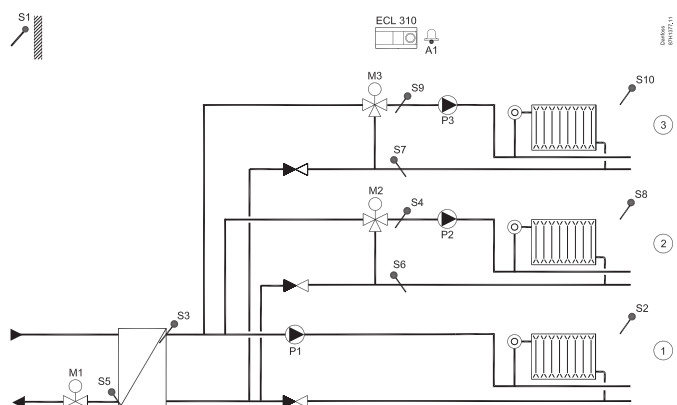 S1
ECL 310
A1
Danfoss
87H1377.11
M3
S9
P3
S10
3
S7
M2
S4
P2
S8
2
S6
S3
P1
S2
1
M1
S5